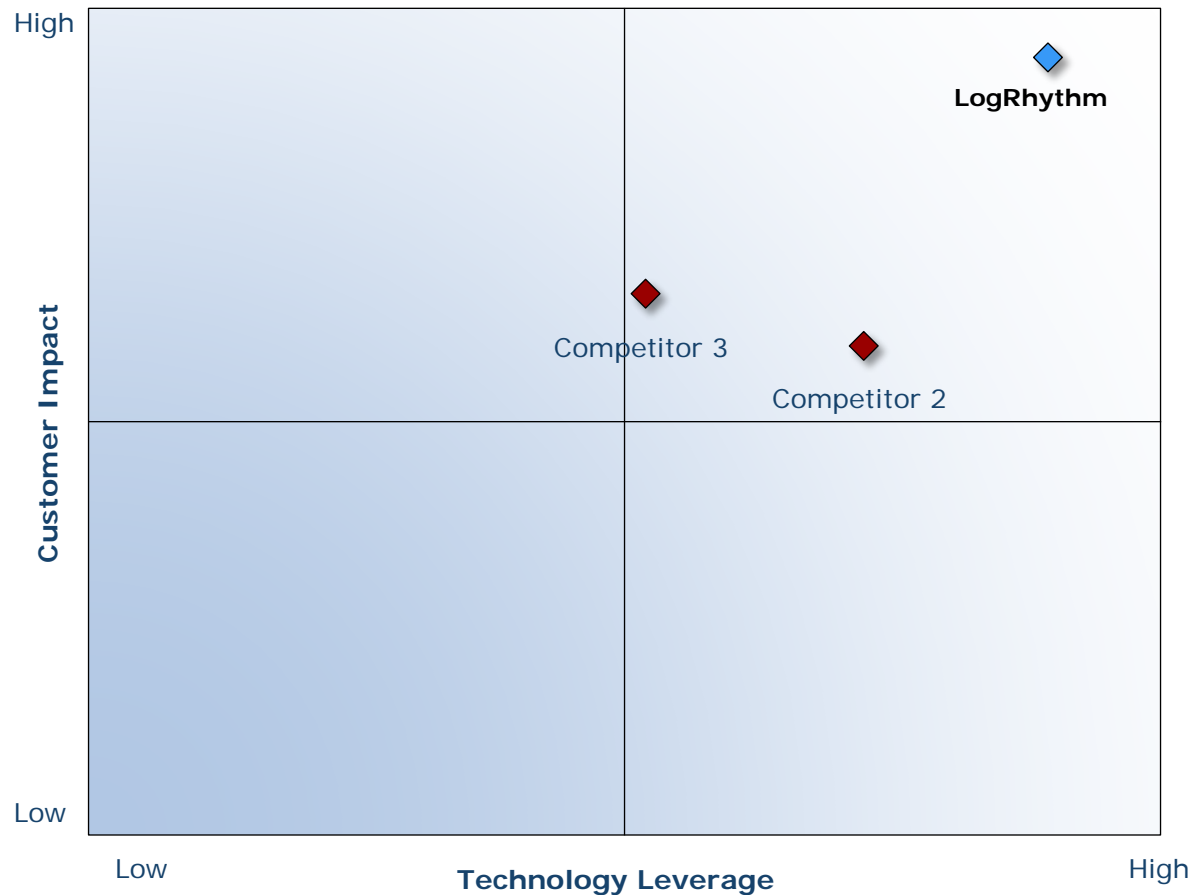 High
LogRhythm
Competitor 3
Competitor 2
Customer Impact
Low
Low
Technology Leverage
High